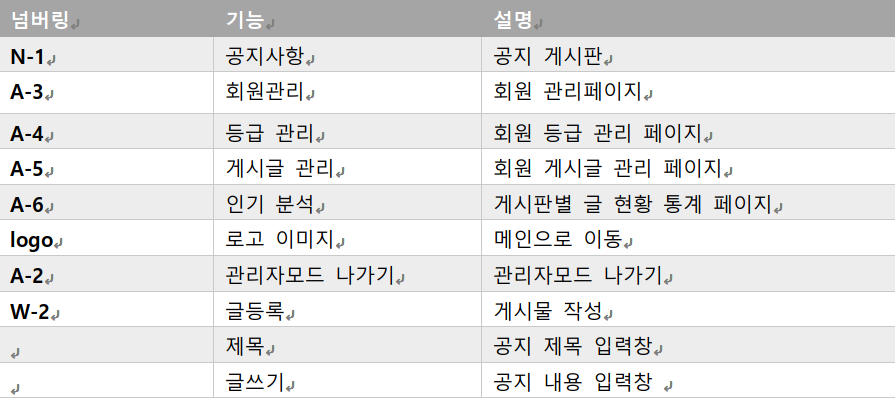 넘버링 기능 설명
N-1 공지사항 공지 게시판
A-3 회원관리 회원 관리페이지
A-4 등급 관리 회원 등급 관리 페이지
A-5 게시글 관리 회원 게시글 관리 페이지
A-6 인기 분석 게시판별 글 현황 통계 페이지
logo 로고 이미지 메인으로 이동
A-2 관리자모드 나가기 관리자모드 나가기
W-2 글등록 게시물 작성
제목 공지 제목 입력창
글쓰기 공지 내용 입력창